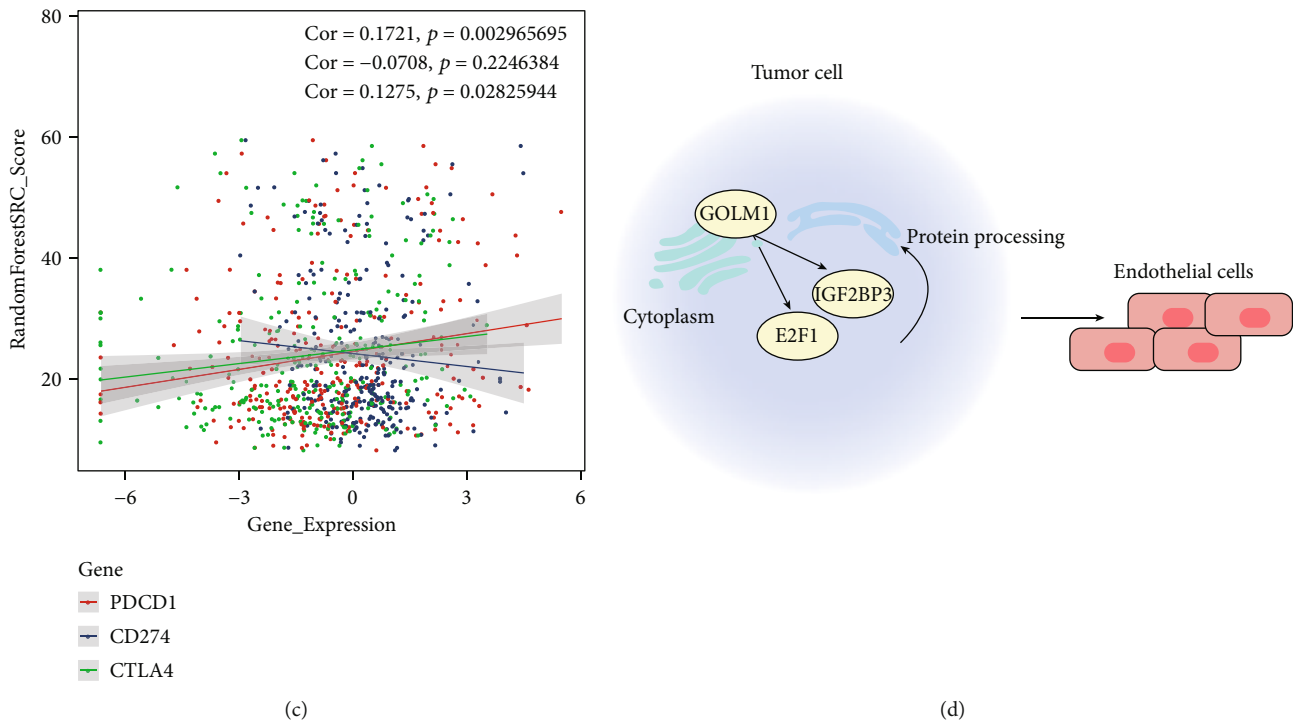 80
60
40
20
RandomForestSRC_Score
Cor = 0.1721, p = 0.002965695
Cor = −0.0708, p = 0.2246384
Cor = 0.1275, p = 0.02825944
−6
−3
0
3
6
Gene_Expression
Gene
PDCD1
CD274
CTLA4
(c)
Tumor cell
GOLM1
Protein processing
IGF2BP3
Cytoplasm
E2F1
Endothelial cells
(d)